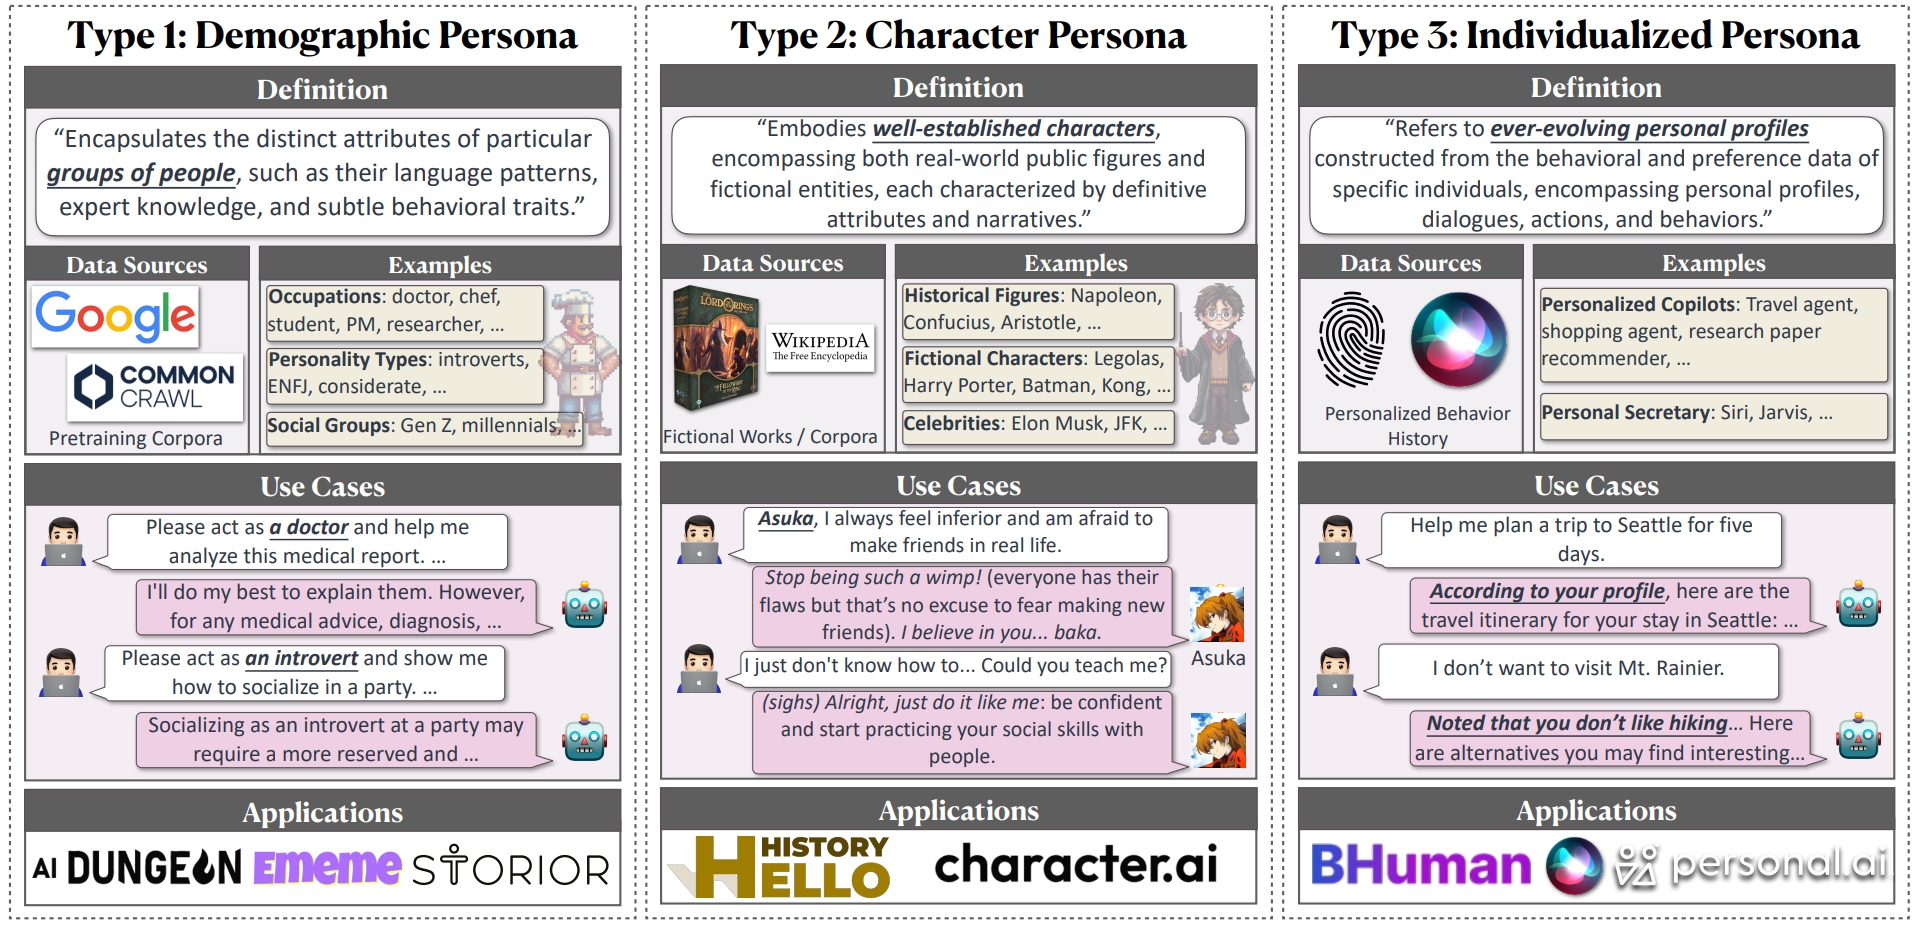 Type 1: Demographic Persona
Definition
“Encapsulates the distinct attributes of particular
groups of people, such as their language patterns,
expert knowledge, and subtle behavioral traits.”
Data Sources
Google
COMMON
CRAWL
Pretraining Corpora
Examples
Occupations: doctor, chef,
student, PM, researcher, ...
Personality Types: introverts,
ENFJ, considerate, ...
Social Groups: Gen Z, millennials, ...
Use Cases
Please act as a doctor and help me
analyze this medical report. ...
I'll do my best to explain them. However,
for any medical advice, diagnosis, ...
Please act as an introvert and show me
how to socialize in a party. ...
Socializing as an introvert at a party may
require a more reserved and ...
Applications
AI DUNGEON
Ememe
STORIOR
Type 2: Character Persona
Definition
“Embodies well-established characters,
encompassing both real-world public figures and
fictional entities, each characterized by definitive
attributes and narratives.”
Data Sources
THE LORD OF THE RINGS
WIKIPEDIA
The Free Encyclopedia
Fictional Works / Corpora
Examples
Historical Figures: Napoleon,
Confucius, Aristotle, ...
Fictional Characters: Legolas,
Harry Porter, Batman, Kong, ...
Celebrities: Elon Musk, JFK, ...
Use Cases
Asuka, I always feel inferior and am afraid to
make friends in real life.
Stop being such a wimp! (everyone has their
flaws but that’s no excuse to fear making new
friends). I believe in you... baka.
Asuka
I just don't know how to... Could you teach me?
(sighs) Alright, just do it like me: be confident
and start practicing your social skills with
people.
Applications
HISTORY
HELLO
character.ai
Type 3: Individualized Persona
Definition
“Refers to ever-evolving personal profiles
constructed from the behavioral and preference data of
specific individuals, encompassing personal profiles,
dialogues, actions, and behaviors.”
Data Sources
Personalized Behavior
History
Examples
Personalized Copilots: Travel agent,
shopping agent, research paper
recommender, ...
Personal Secretary: Siri, Jarvis, ...
Use Cases
Help me plan a trip to Seattle for five
days.
According to your profile, here are the
travel itinerary for your stay in Seattle: ...
I don’t want to visit Mt. Rainier.
Noted that you don’t like hiking... Here
are alternatives you may find interesting...
Applications
BHuman
personal.ai